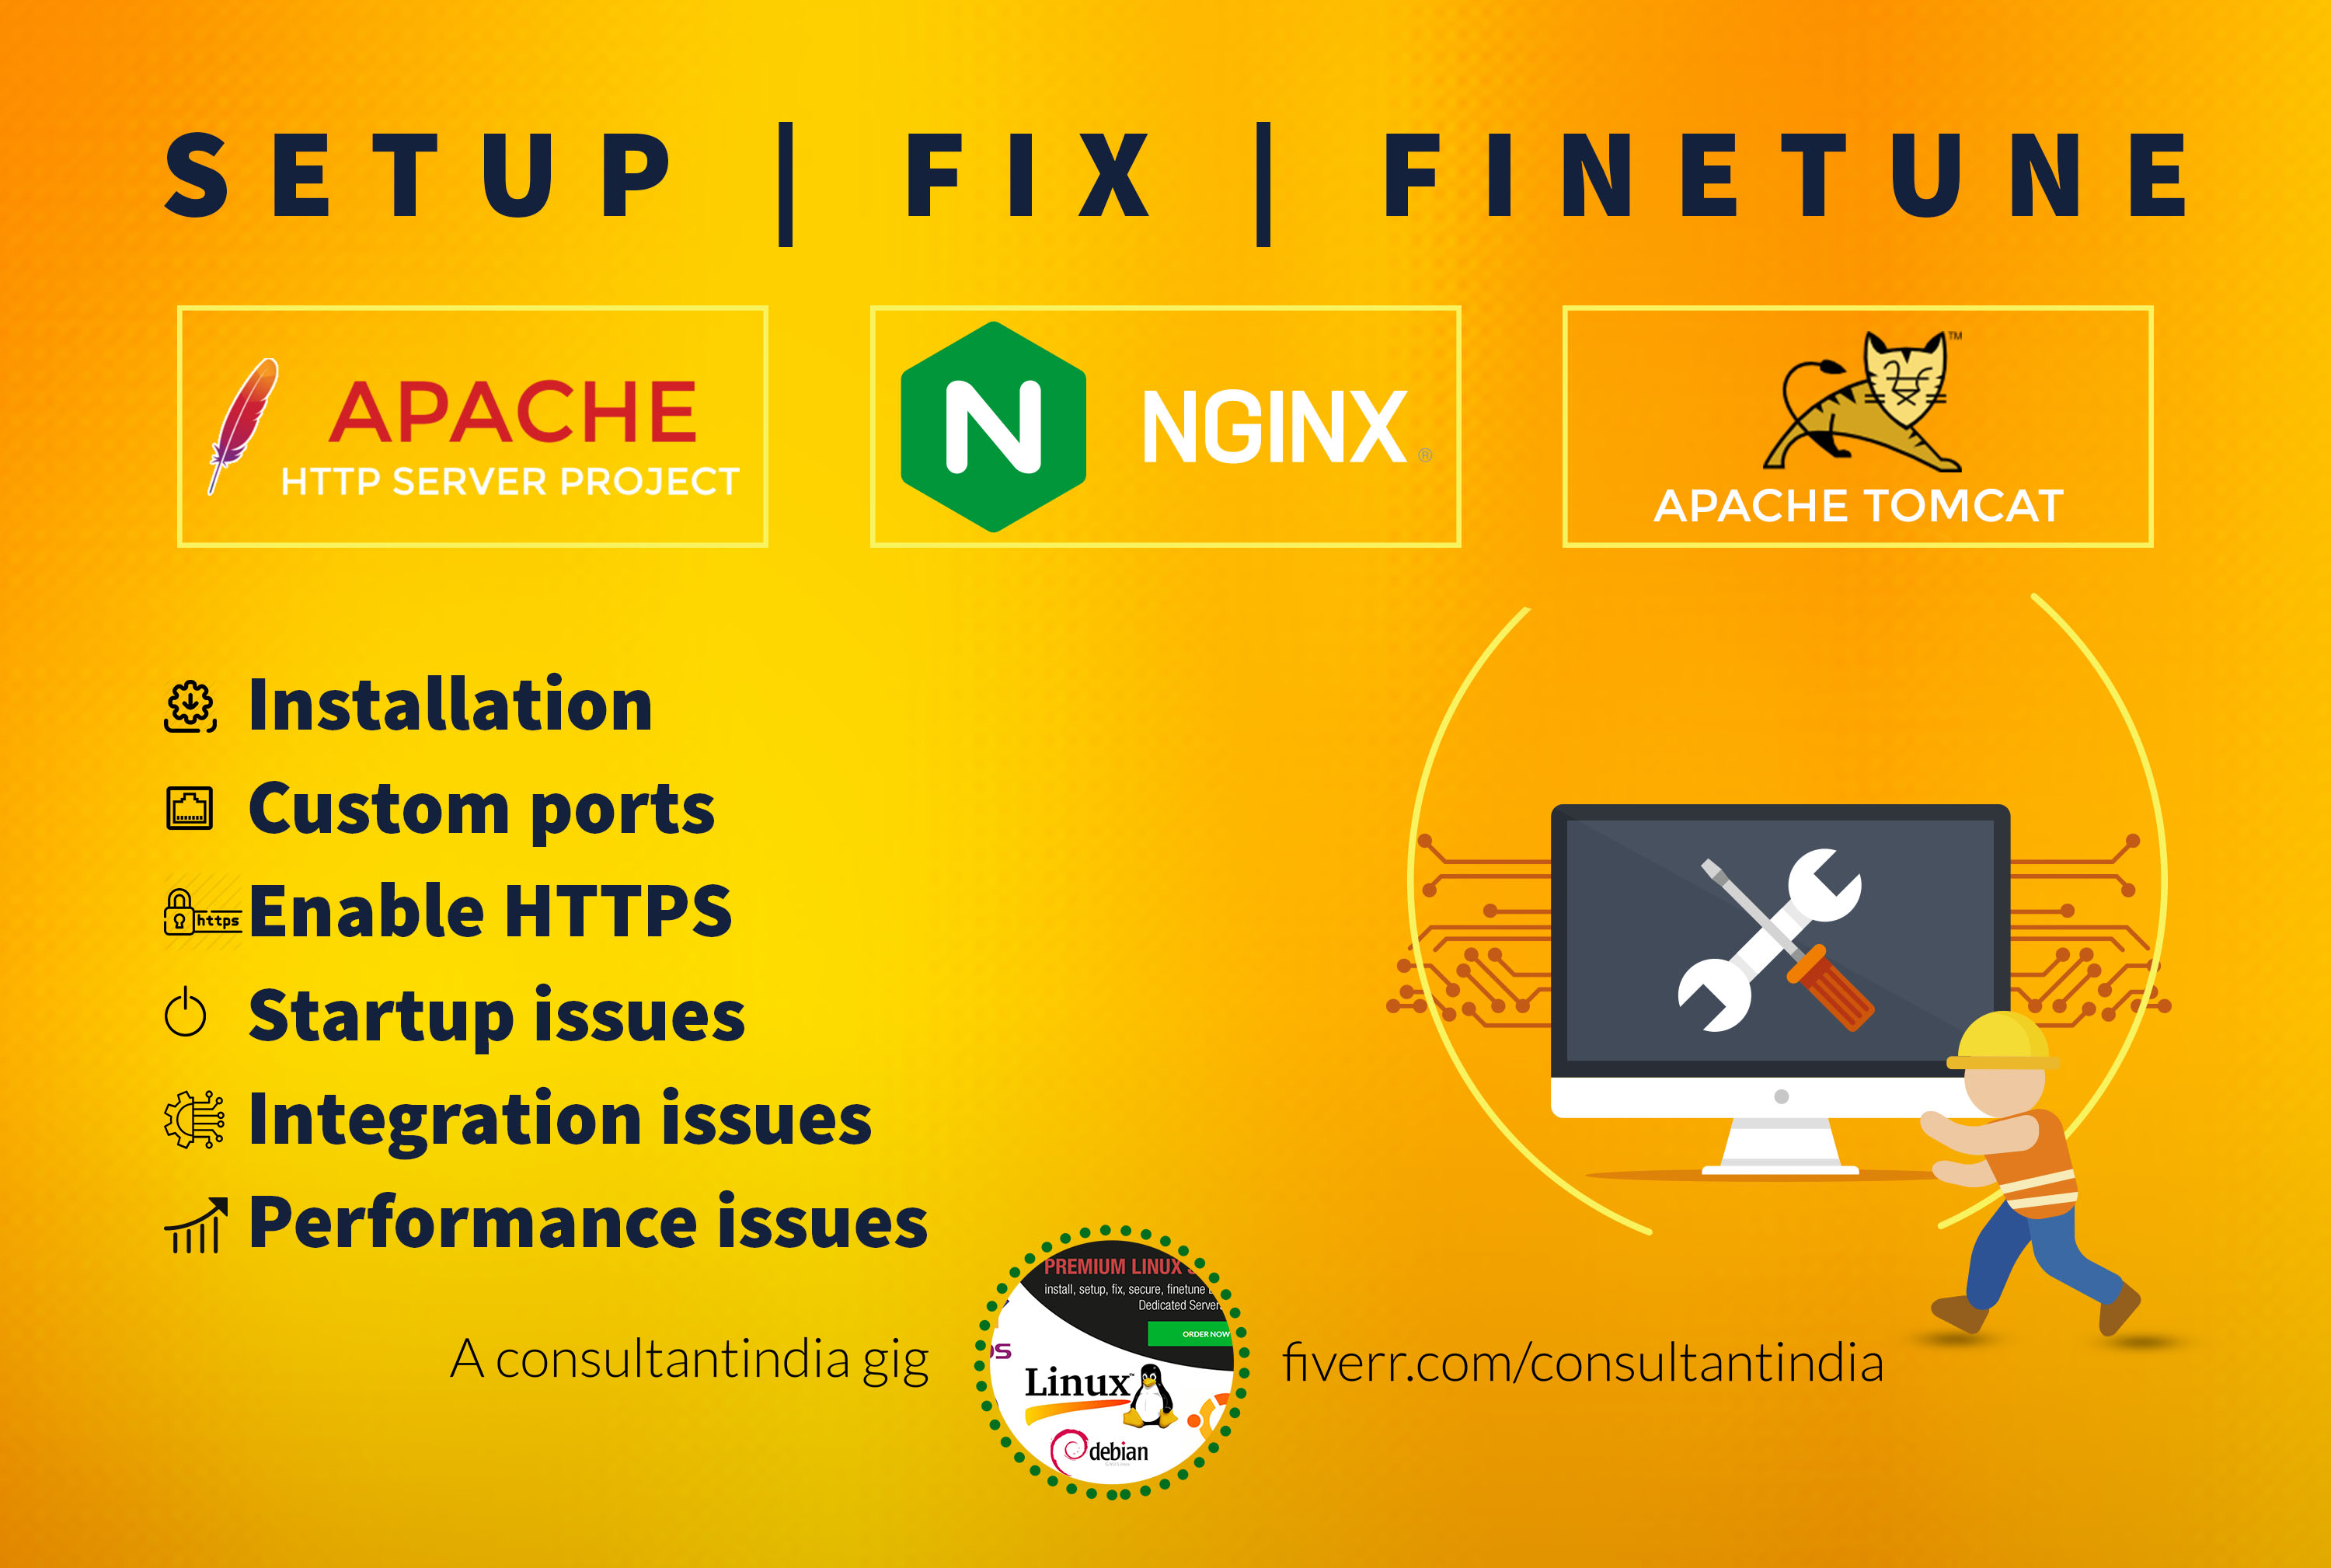 SETUP | FIX | FINETUNE
APACHE
HTTP SERVER PROJECT
N NGINX ®
TM
APACHE TOMCAT
Installation
Custom ports
https Enable HTTPS
Startup issues
Integration issues
Performance issues
PREMIUM LINUX
install, setup, fix, secure, finetune
Dedicated Server
ORDER NOW
Linux
debian
A consultantindia gig
fiverr.com/consultantindia